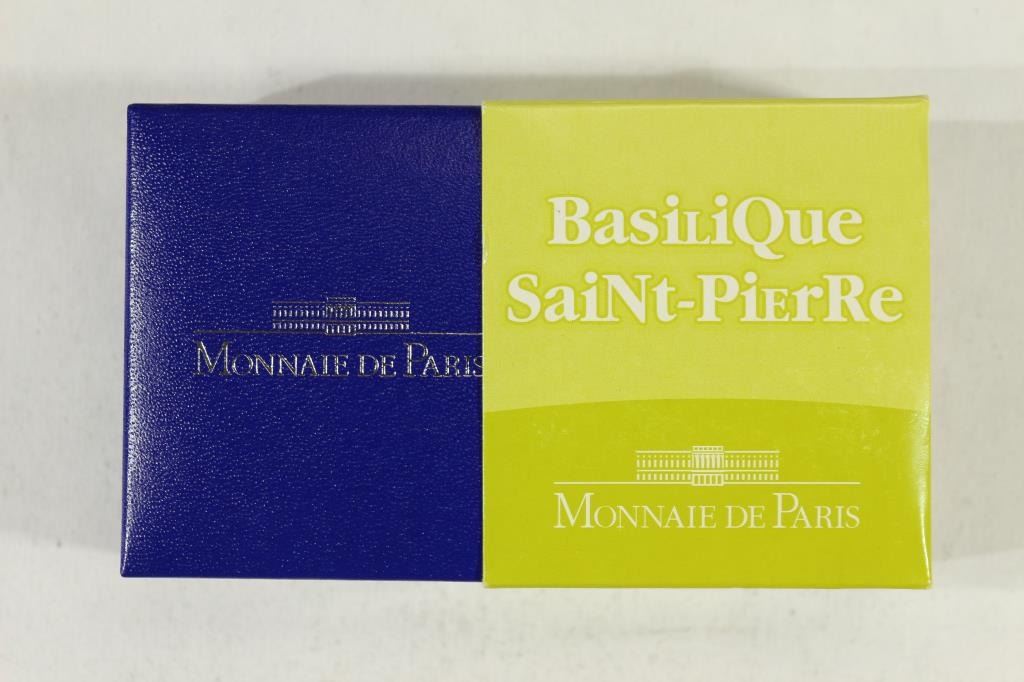 Monnaie de Paris
BasiLiQue
SaiNt-PiErRe
Monnaie de Paris